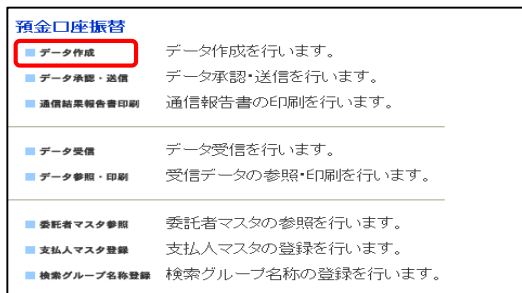 預金口座振替
データ作成 データ作成を行います。
データ承認・送信 データ承認・送信を行います。
通信結果報告書印刷 通信報告書の印刷を行います。
データ受信 データ受信を行います。
データ参照・印刷 受信データの参照・印刷を行います。
委託者マスタ参照 委託者マスタの参照を行います。
支払人マスタ登録 支払人マスタの登録を行います。
検索グループ名称登録 検索グループ名称の登録を行います。